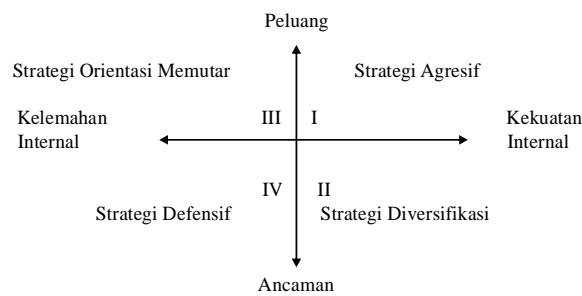 Peluang
Strategi Orientasi Memutar
Strategi Agresif
Kelemahan
Internal
III
I
Kekuatan
Internal
IV
II
Strategi Defensif
Strategi Diversifikasi
Ancaman